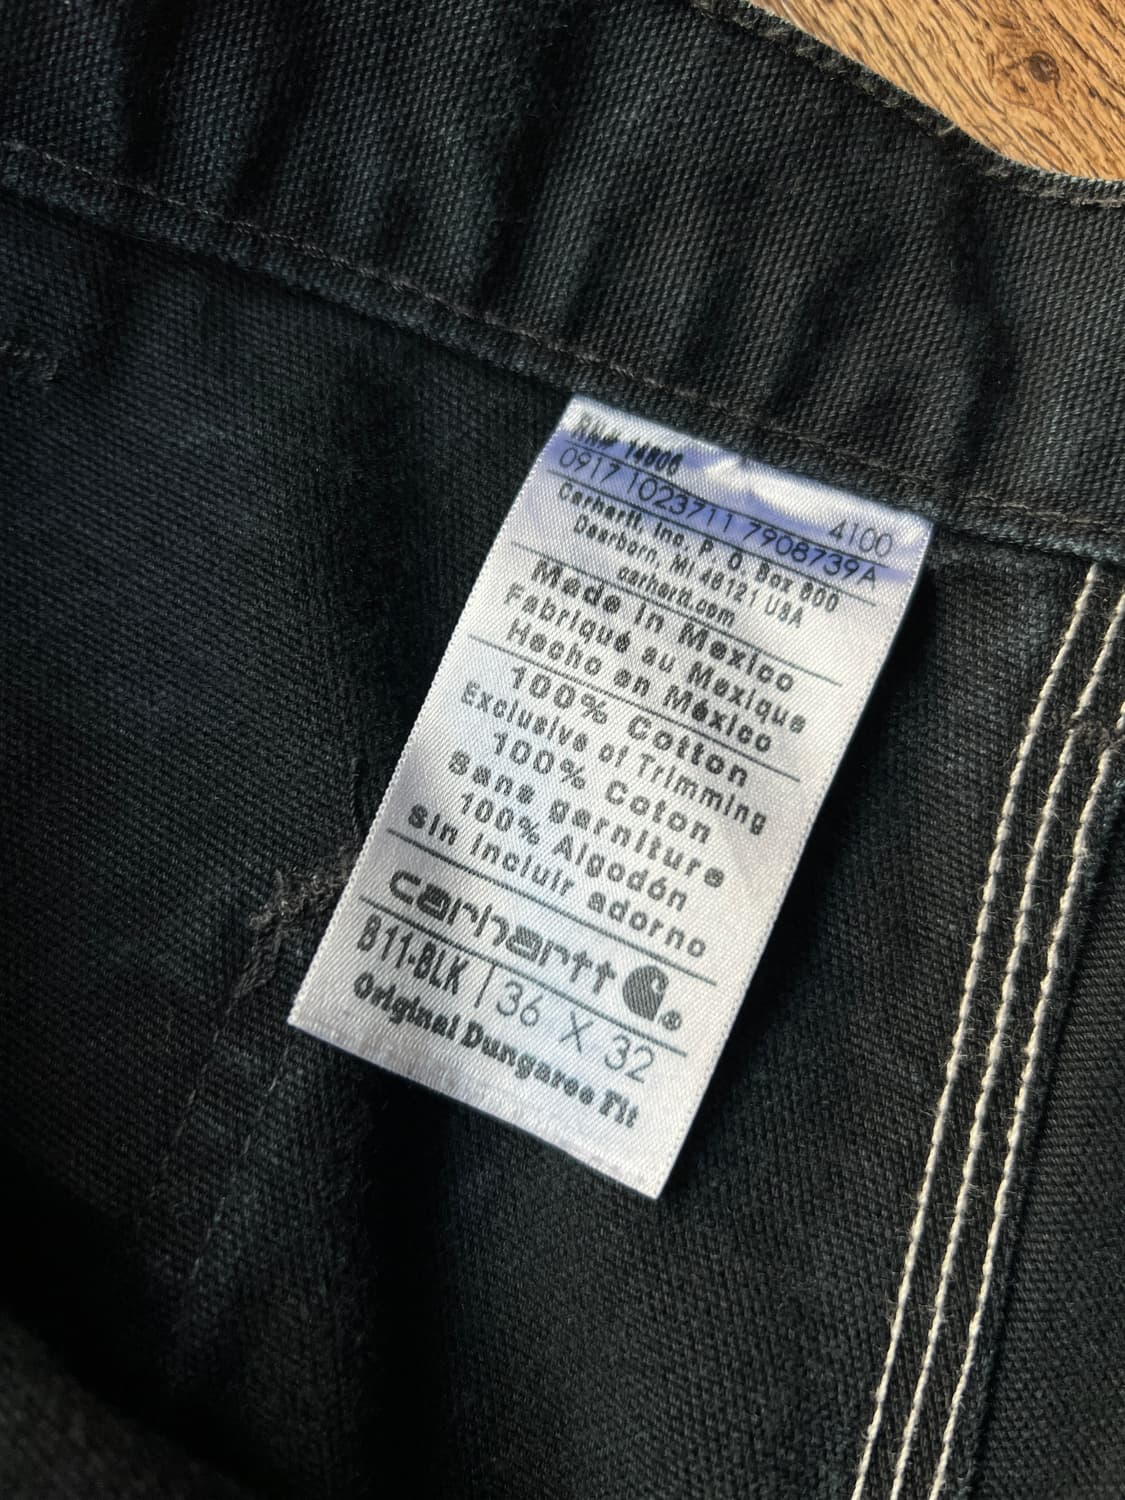 RN# 14806
4100
0917 1023711 7908739A
Carhartt, Inc. P. O. Box 600
Dearborn, MI 48121 USA
carhartt.com
Made in Mexico
Fabriqué au Mexique
Hecho en México
100% Cotton
Exclusive of Trimming
100% Coton
Sans garniture
100% Algodón
sin incluir adorno
carhartt ®
B11-BLK | 36 X 32
Original Dungaree Fit